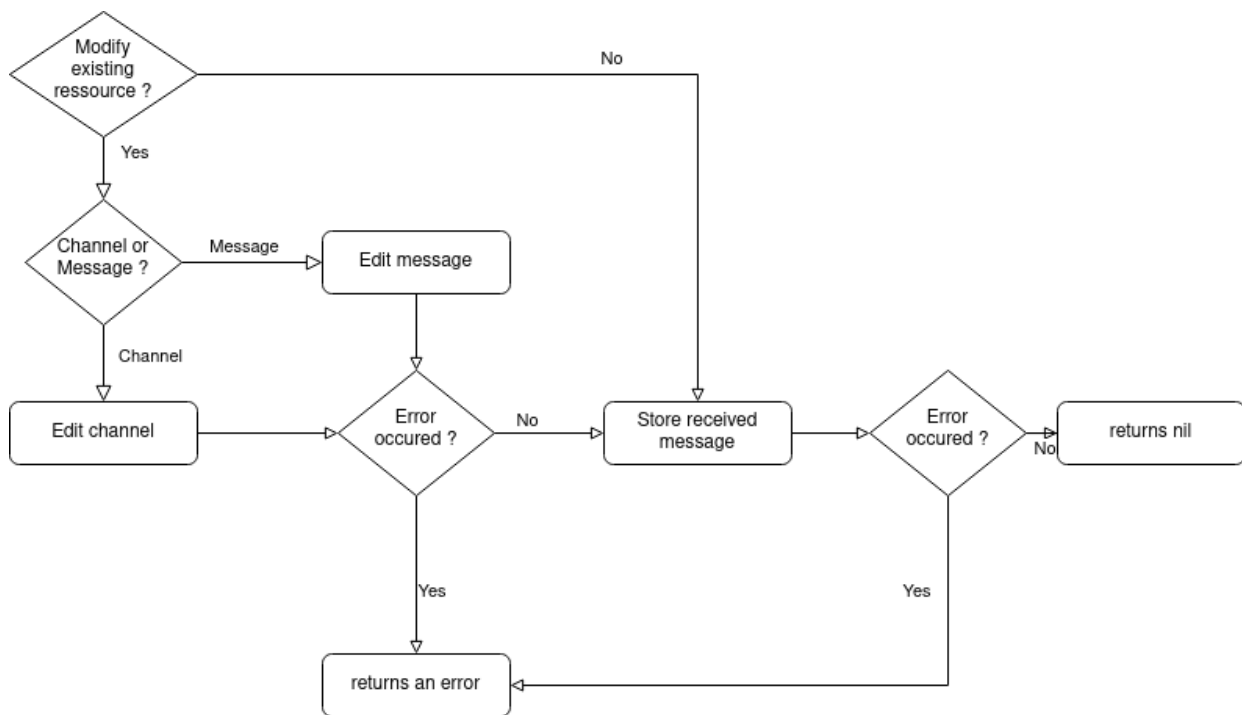 Modify
existing
ressource ?
No
Yes
Channel or
Message ?
Message
Edit message
Channel
Edit channel
Error
occured ?
No
Store received
message
Error
occured ?
No
returns nil
Yes
Yes
returns an error